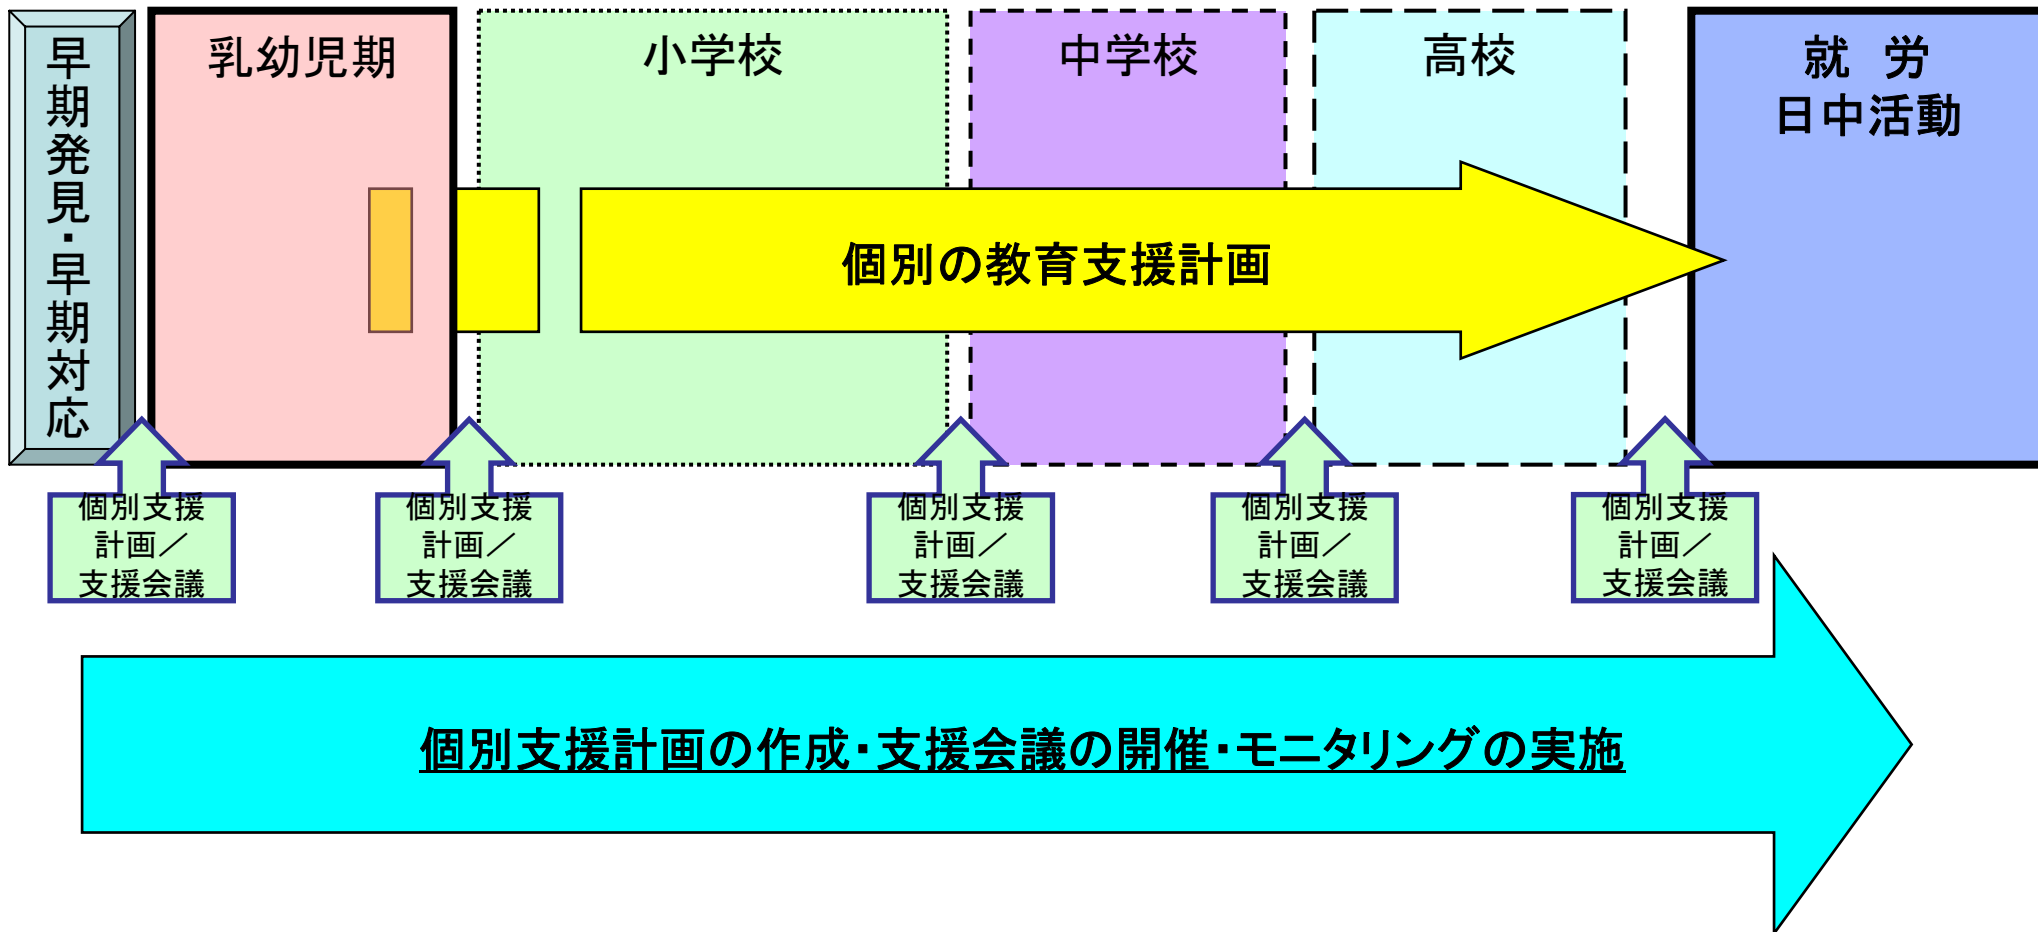 早期発見・早期対応
乳幼児期
小学校
中学校
高校
就　労
日中活動
個別の教育支援計画
個別支援
計画／
支援会議
個別支援
計画／
支援会議
個別支援
計画／
支援会議
個別支援
計画／
支援会議
個別支援
計画／
支援会議
個別支援計画の作成・支援会議の開催・モニタリングの実施